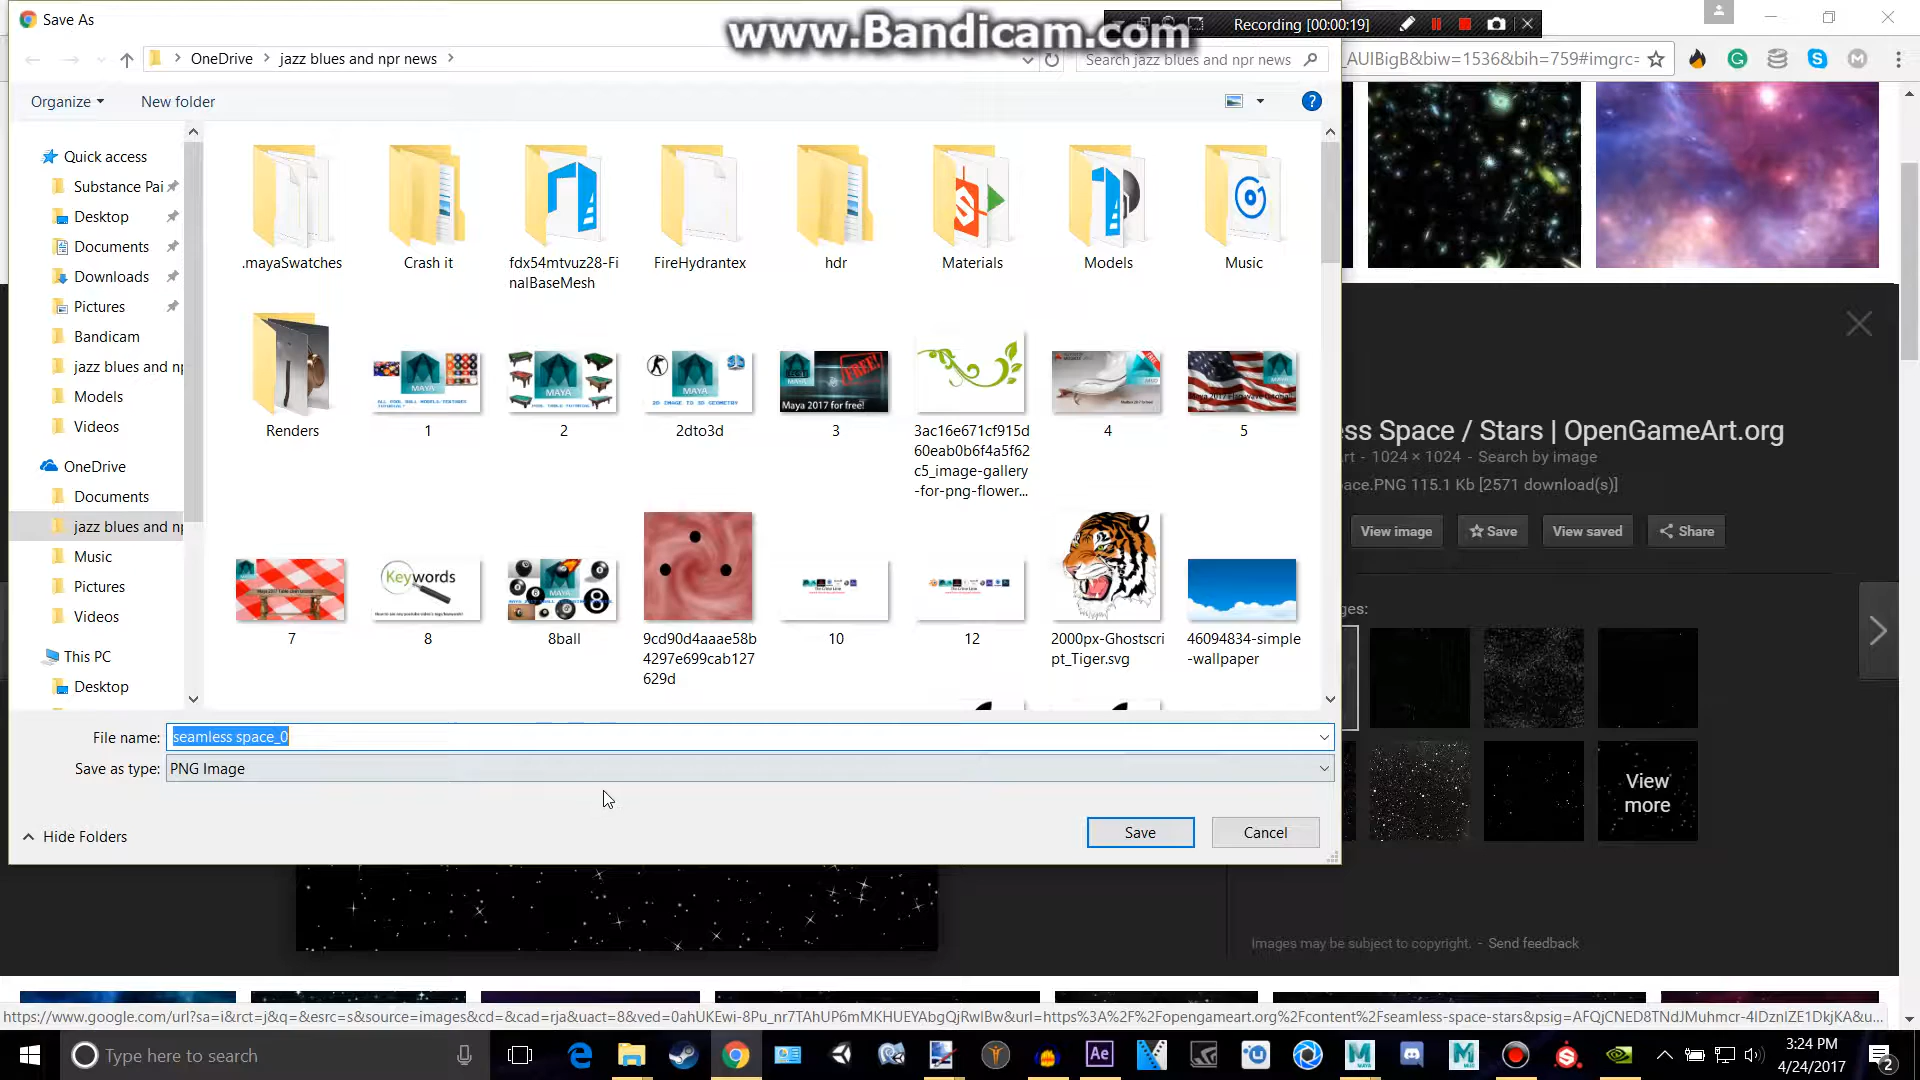 Save As
www.Bandicam.com
Recording [00:00:19]
OneDrive
jazz blues and npr news
Search jazz blues and npr news
_AUIBigB&biw=1536&bih=759#imgrc=
Organize
New folder
Quick access
Substance Pai
Desktop
Documents
Downloads
Pictures
Bandicam
jazz blues and np
Models
Videos
OneDrive
Documents
jazz blues and np
Music
Pictures
Videos
This PC
Desktop
.mayaSwatches
Crash it
fdx54mtvuz28-Fi
nalBaseMesh
FireHydrantex
hdr
Materials
Models
Music
Renders
1
2
2dto3d
3
3ac16e671cf915d
60eab0b6f4a5f62
c5_image-gallery
-for-png-flower...
4
5
7
8
8ball
9cd90d4aaae58b
4297e699cab127
629d
10
12
2000px-Ghostscri
pt_Tiger.svg
46094834-simple
-wallpaper
MAYA
MAYA
MAYA
Maya 2017 for free!
FREE!
Keywords
File name:
seamless space_0
Save as type:
PNG Image
Hide Folders
Save
Cancel
ss Space / Stars | OpenGameArt.org
rt - 1024 × 1024 - Search by image
ace.PNG 115.1 Kb [2571 download(s)]
View image
Save
View saved
Share
ges:
View
more
Images may be subject to copyright. - Send feedback
https://www.google.com/url?sa=i&rct=j&q=&esrc=s&source=images&cd=&cad=rja&uact=8&ved=0ahUKEwi-8Pu_nr7TAhUP6mMKHUEYAbgQjRwIBw&url=https%3A%2F%2Fopengameart.org%2Fcontent%2Fseamless-space-stars&psig=AFQjCNED8TNdJMuhmcr-4IDznIZE1DkjKA&u...
Type here to search
Ae
3:24 PM
4/24/2017
2